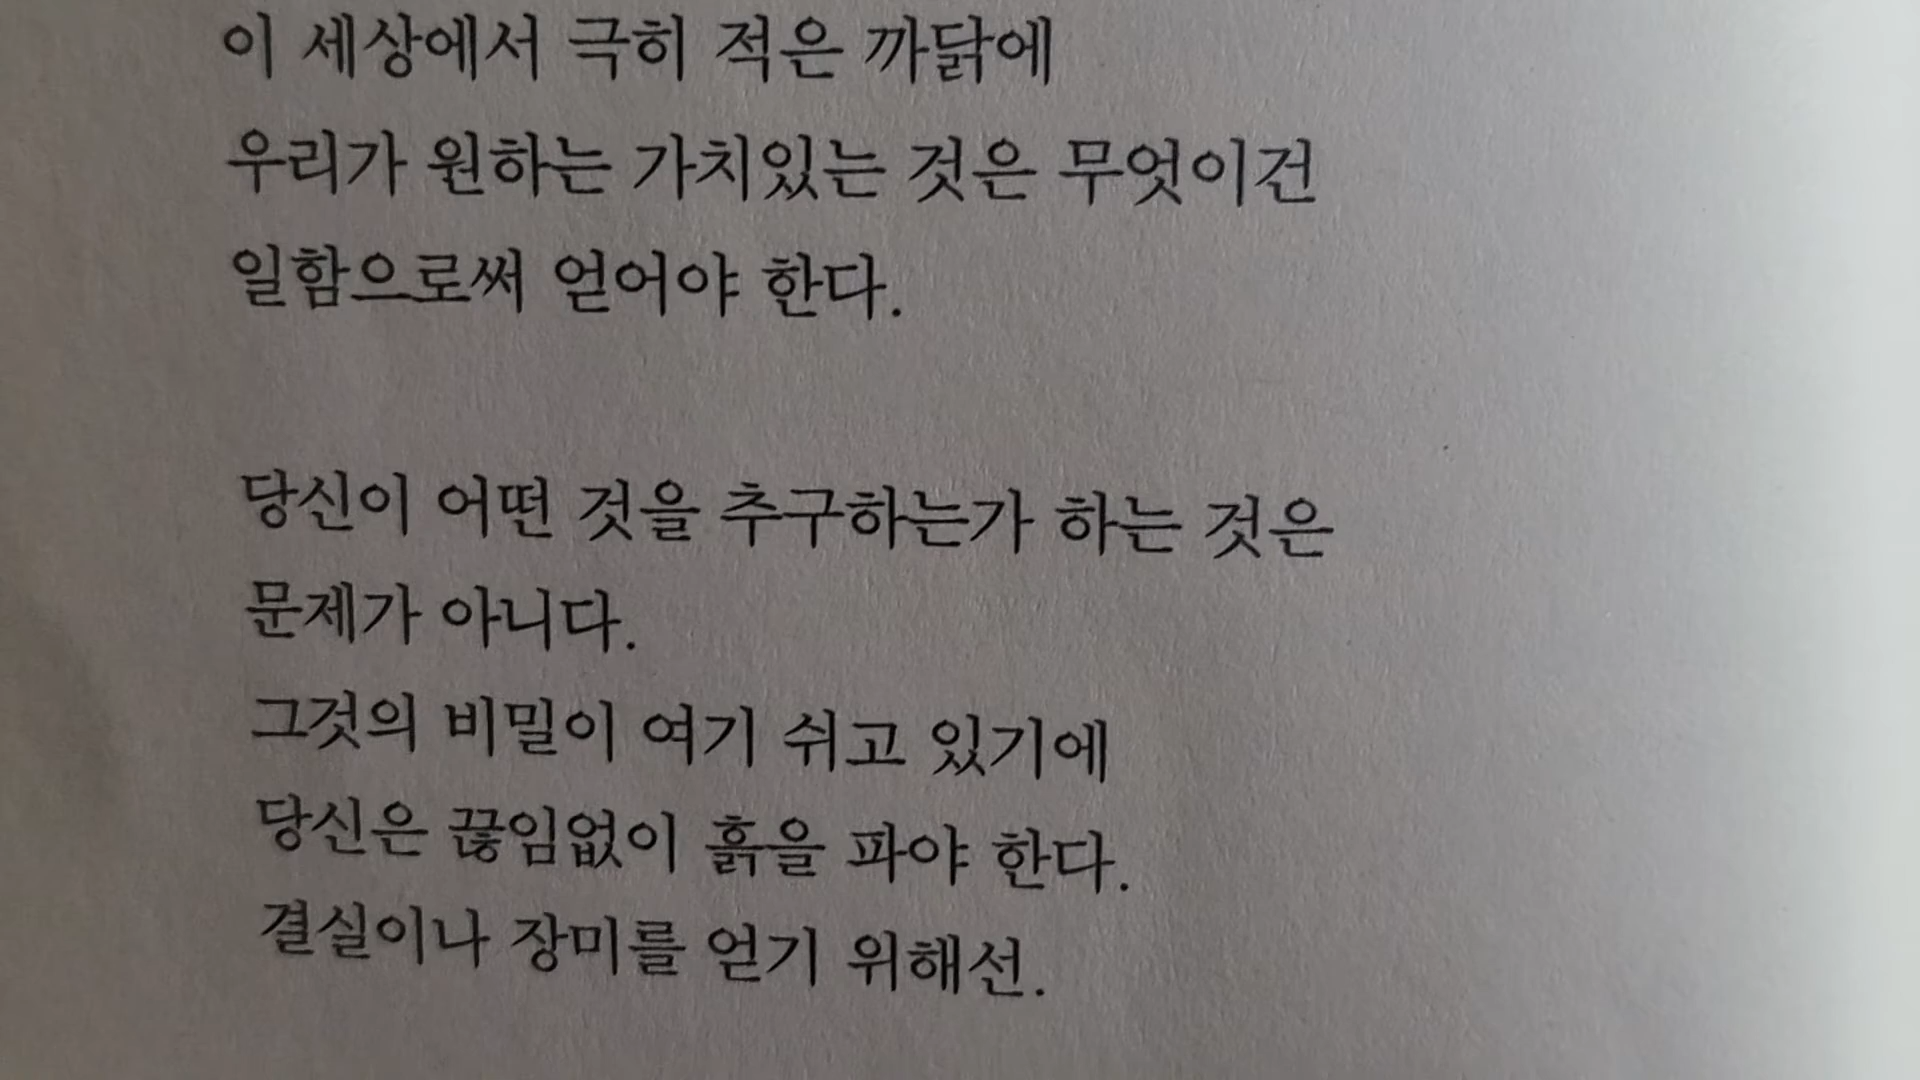 이 세상에서 극히 적은 까닭에
우리가 원하는 가치있는 것은 무엇이건
일함으로써 얻어야 한다.
당신이 어떤 것을 추구하는가 하는 것은
문제가 아니다.
그것의 비밀이 여기 쉬고 있기에
당신은 끊임없이 흙을 파야 한다.
결실이나 장미를 얻기 위해선.